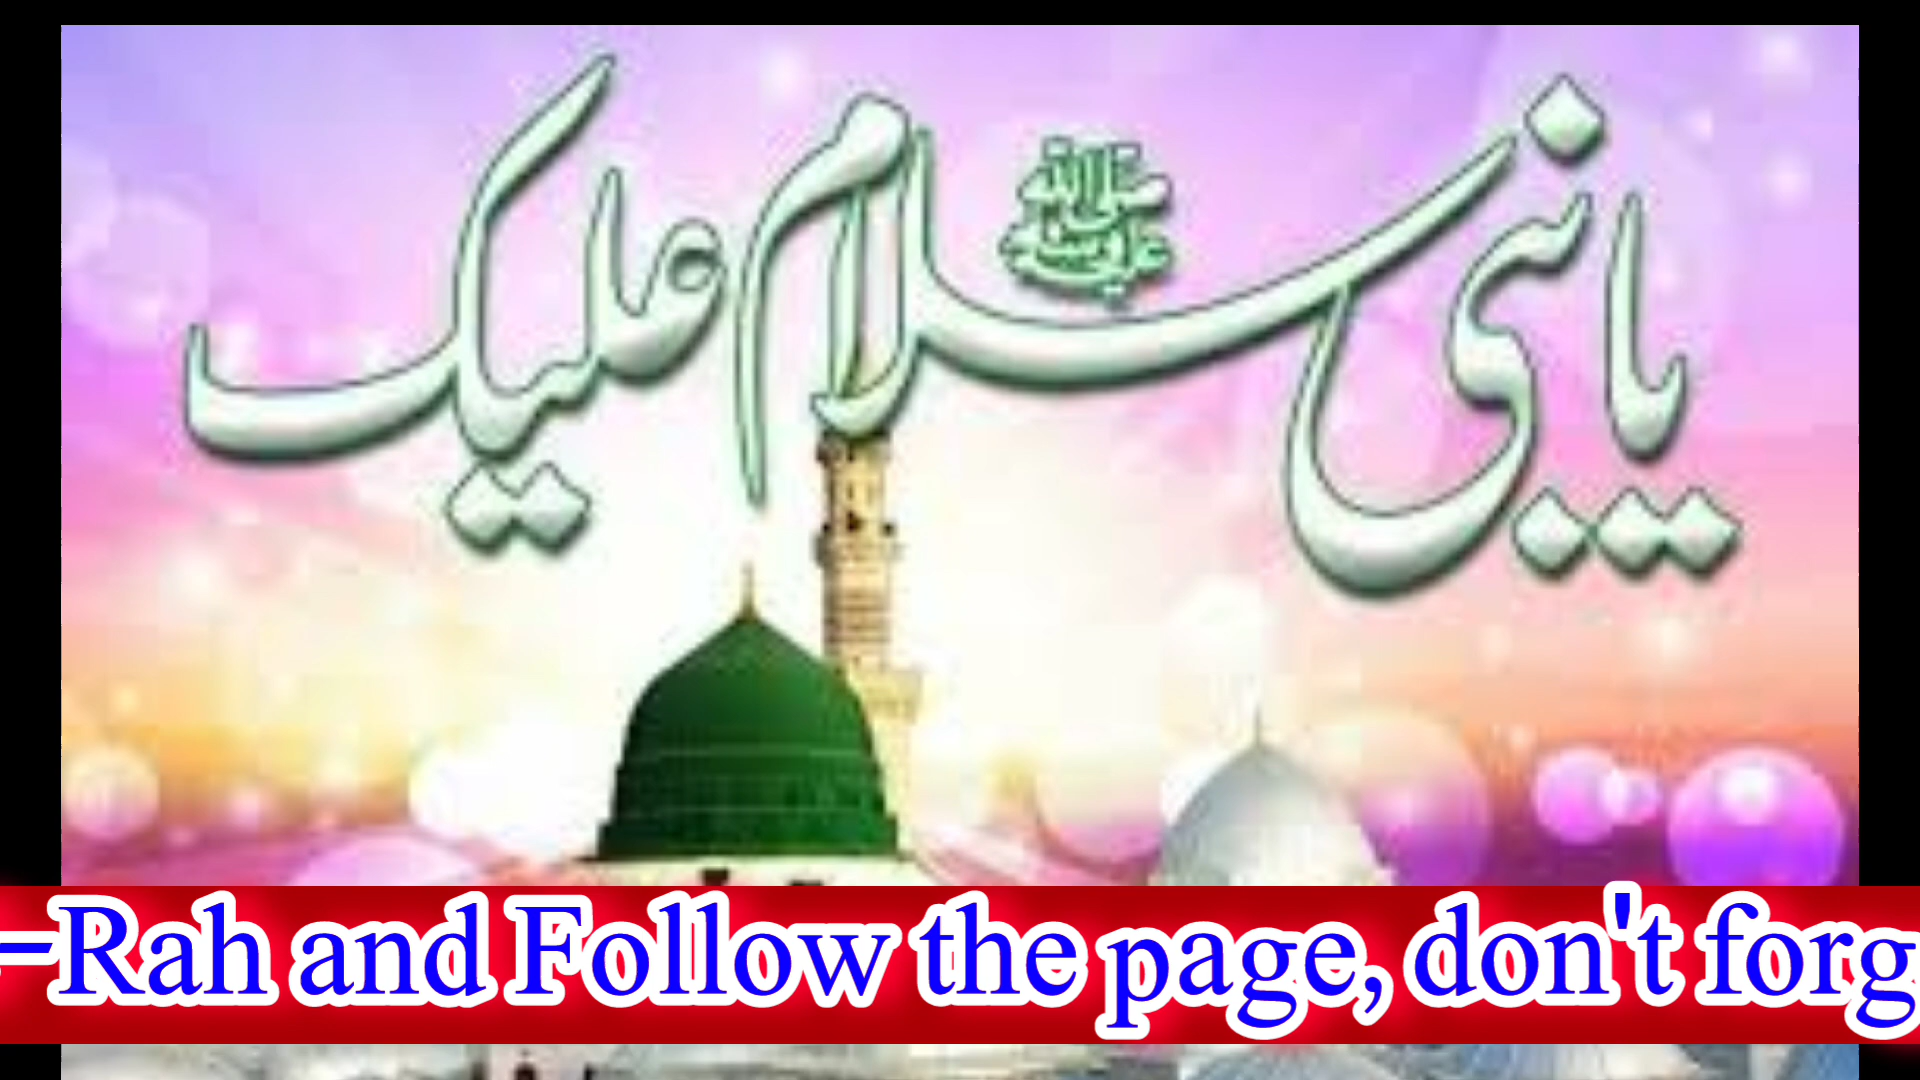 یا نبی سلام علیک
صلى الله عليه وسلم
-Rah and Follow the page, don't forg